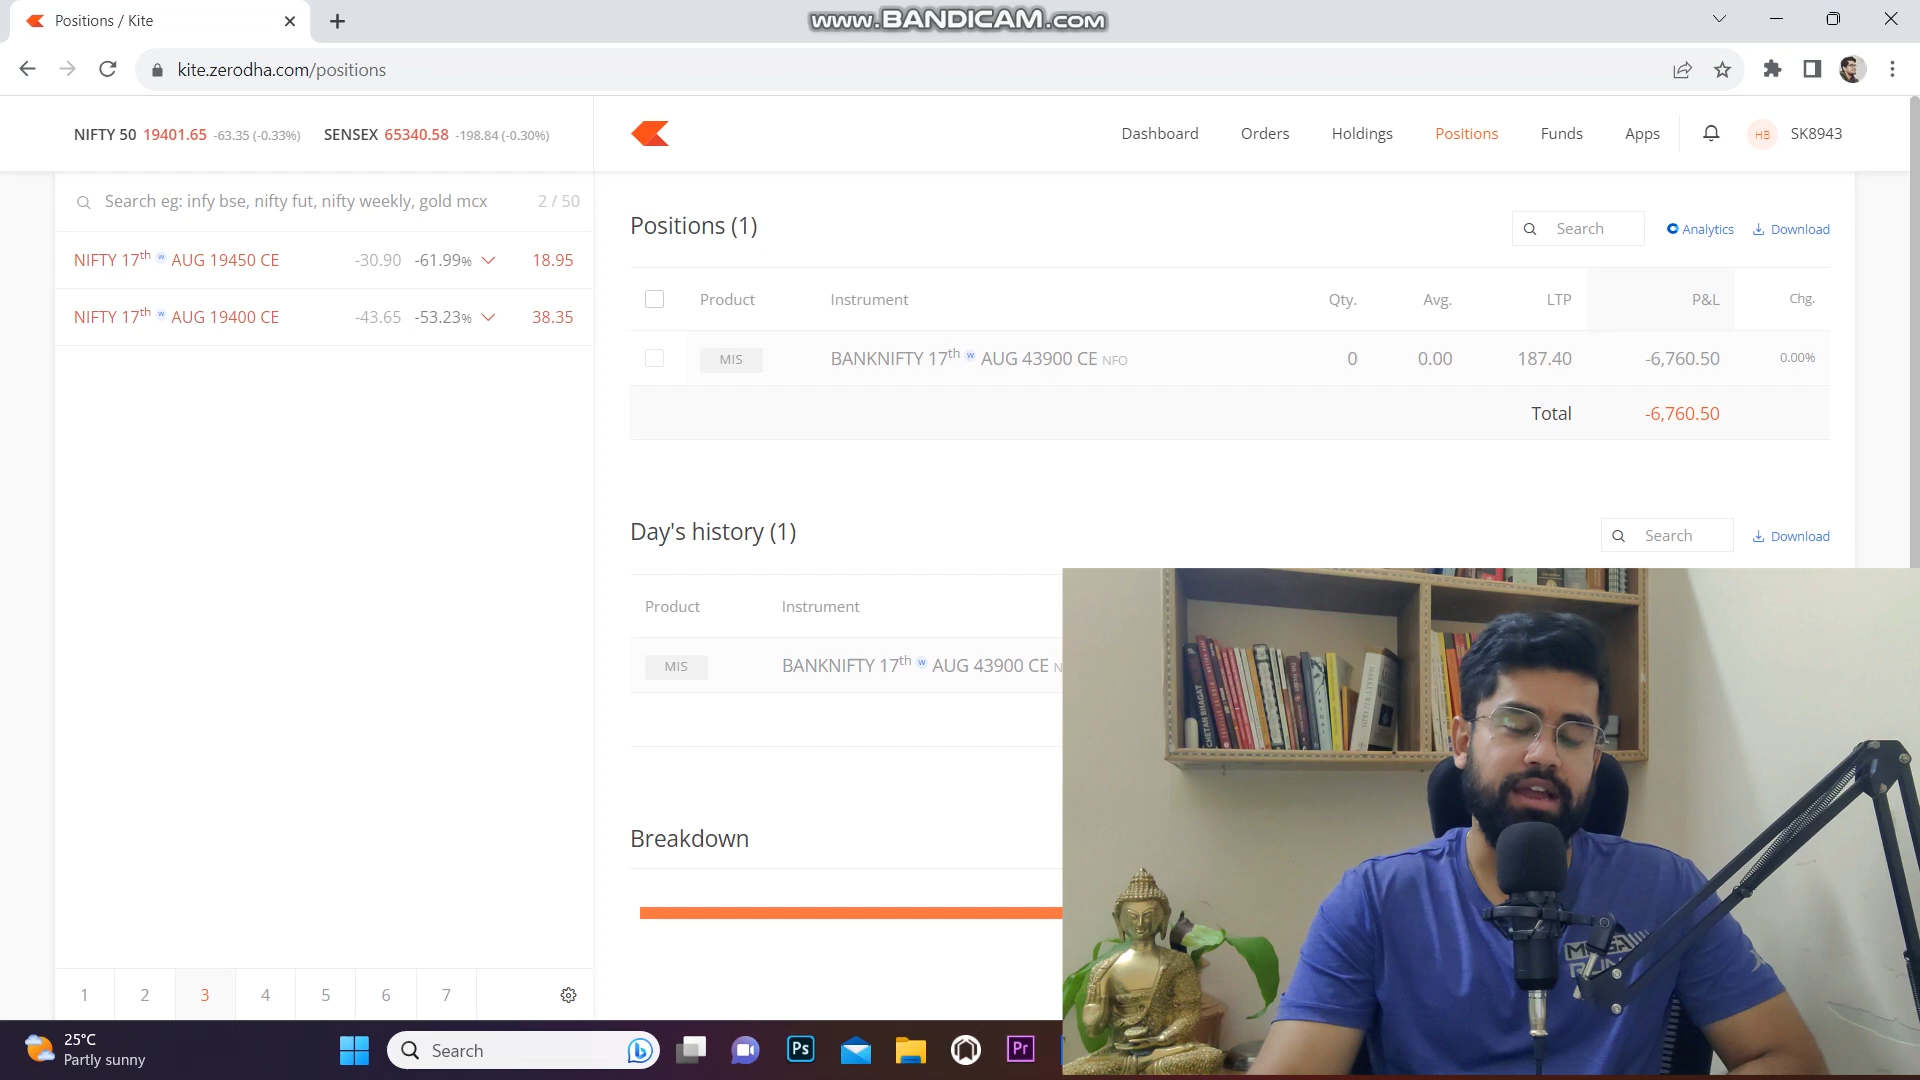 Positions / Kite
www.BANDICAM.com
kite.zerodha.com/positions
NIFTY 50 19401.65 -63.35 (-0.33%) SENSEX 65340.58 -198.84 (-0.30%)
Dashboard Orders Holdings Positions Funds Apps HB SK8943
Search eg: infy bse, nifty fut, nifty weekly, gold mcx 2 / 50
NIFTY 17th w AUG 19450 CE -30.90 -61.99% 18.95
NIFTY 17th w AUG 19400 CE -43.65 -53.23% 38.35
Positions (1) Search Analytics Download
Product Instrument Qty. Avg. LTP P&L Chg.
MIS BANKNIFTY 17th w AUG 43900 CE NFO 0 0.00 187.40 -6,760.50 0.00%
Total -6,760.50
Day's history (1) Search Download
Product Instrument
MIS BANKNIFTY 17th w AUG 43900 CE N
Breakdown
CHETAN BHAGAT
MARKET WIZARDS
1 2 3 4 5 6 7
25°C
Partly sunny
Search
Ps
Pr